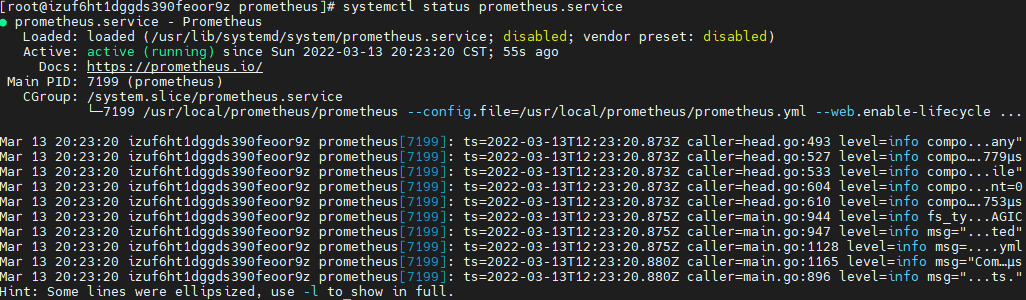 [root@izuf6ht1dggds390feoor9z prometheus]# systemctl status prometheus.service
● prometheus.service - Prometheus
Loaded: loaded (/usr/lib/systemd/system/prometheus.service; disabled; vendor preset: disabled)
Active: active (running) since Sun 2022-03-13 20:23:20 CST; 55s ago
Docs: https://prometheus.io/
Main PID: 7199 (prometheus)
CGroup: /system.slice/prometheus.service
└─7199 /usr/local/prometheus/prometheus --config.file=/usr/local/prometheus/prometheus.yml --web.enable-lifecycle ...
Mar 13 20:23:20 izuf6ht1dggds390feoor9z prometheus[7199]: ts=2022-03-13T12:23:20.873Z caller=head.go:493 level=info compo...any"
Mar 13 20:23:20 izuf6ht1dggds390feoor9z prometheus[7199]: ts=2022-03-13T12:23:20.873Z caller=head.go:527 level=info compo….779µs
Mar 13 20:23:20 izuf6ht1dggds390feoor9z prometheus[7199]: ts=2022-03-13T12:23:20.873Z caller=head.go:533 level=info compo...ile"
Mar 13 20:23:20 izuf6ht1dggds390feoor9z prometheus[7199]: ts=2022-03-13T12:23:20.873Z caller=head.go:604 level=info compo...nt=0
Mar 13 20:23:20 izuf6ht1dggds390feoor9z prometheus[7199]: ts=2022-03-13T12:23:20.873Z caller=head.go:610 level=info compo….753µs
Mar 13 20:23:20 izuf6ht1dggds390feoor9z prometheus[7199]: ts=2022-03-13T12:23:20.875Z caller=main.go:944 level=info fs_ty...AGIC
Mar 13 20:23:20 izuf6ht1dggds390feoor9z prometheus[7199]: ts=2022-03-13T12:23:20.875Z caller=main.go:947 level=info msg="...ted"
Mar 13 20:23:20 izuf6ht1dggds390feoor9z prometheus[7199]: ts=2022-03-13T12:23:20.875Z caller=main.go:1128 level=info msg=....yml
Mar 13 20:23:20 izuf6ht1dggds390feoor9z prometheus[7199]: ts=2022-03-13T12:23:20.880Z caller=main.go:1165 level=info msg="Com…µs
Mar 13 20:23:20 izuf6ht1dggds390feoor9z prometheus[7199]: ts=2022-03-13T12:23:20.880Z caller=main.go:896 level=info msg="...ts."
Hint: Some lines were ellipsized, use -l to show in full.